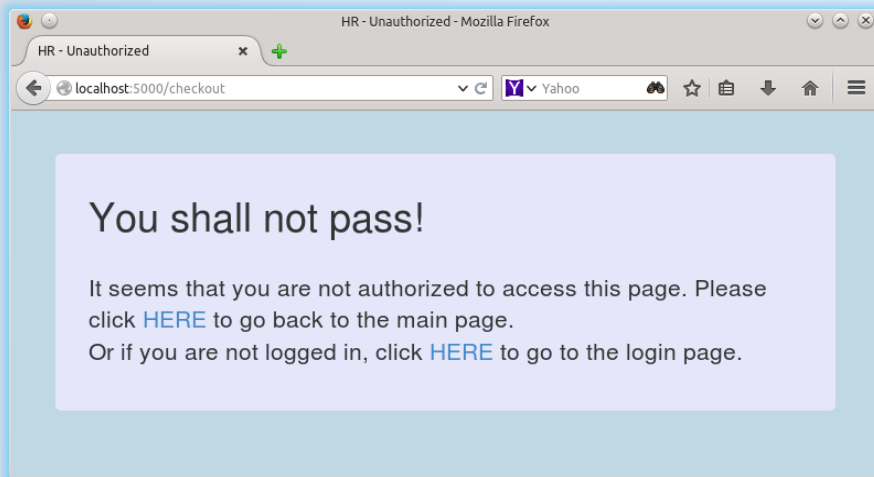 HR - Unauthorized - Mozilla Firefox
HR - Unauthorized
localhost:5000/checkout
Yahoo
You shall not pass!
It seems that you are not authorized to access this page. Please
click HERE to go back to the main page.
Or if you are not logged in, click HERE to go to the login page.